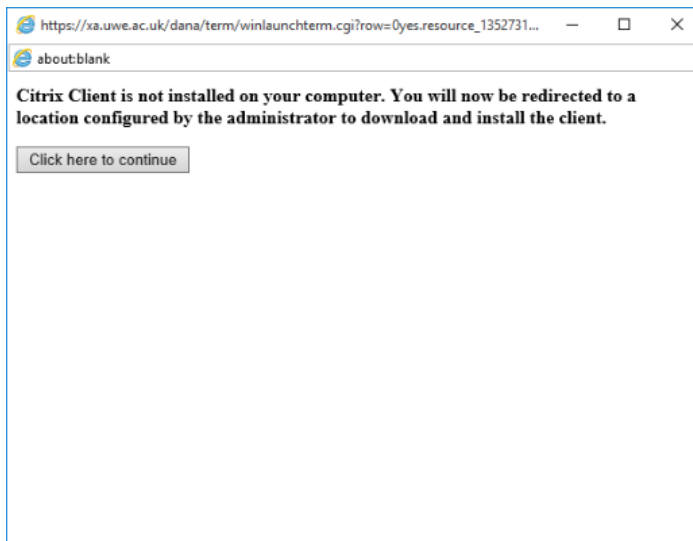 https://xa.uwe.ac.uk/dana/term/winlaunchterm.cgi?row=0yes.resource_1352731...
about:blank
Citrix Client is not installed on your computer. You will now be redirected to a
location configured by the administrator to download and install the client.
Click here to continue